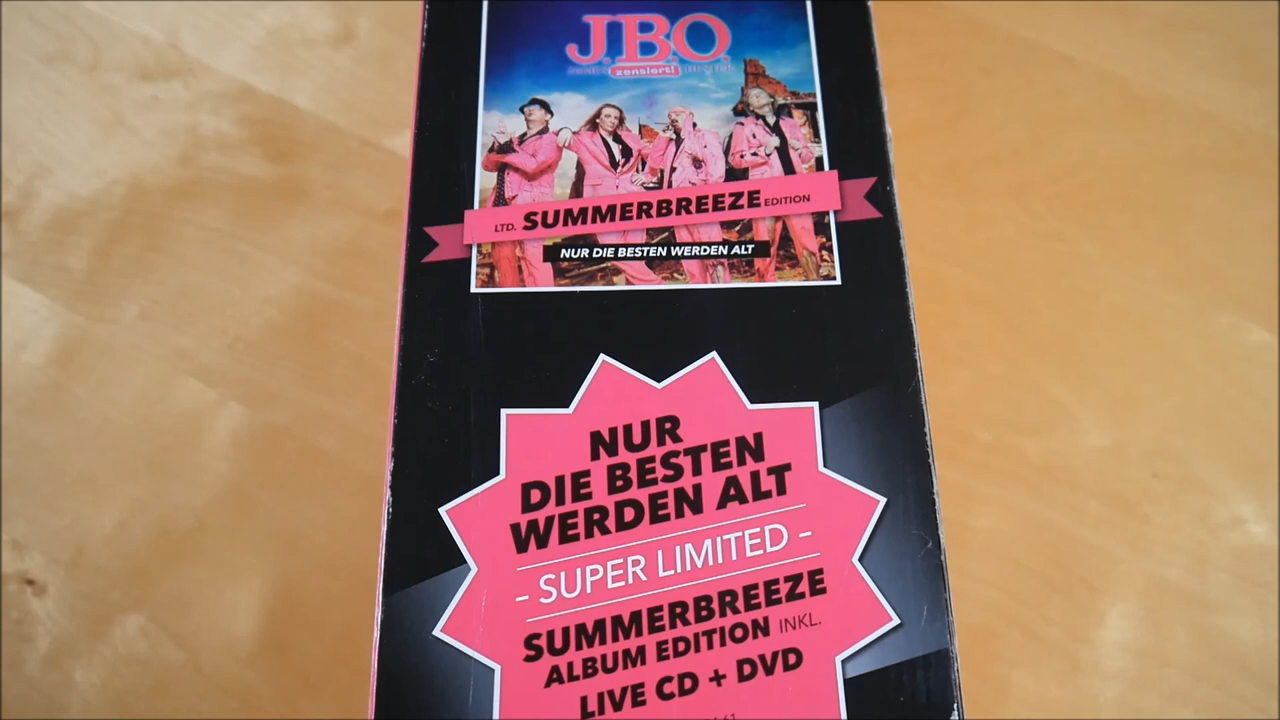 J.B.O.
zensiert!
LTD. SUMMERBREEZE EDITION
NUR DIE BESTEN WERDEN ALT
NUR
DIE BESTEN
WERDEN ALT
- SUPER LIMITED -
SUMMERBREEZE
ALBUM EDITION INKL.
LIVE CD + DVD